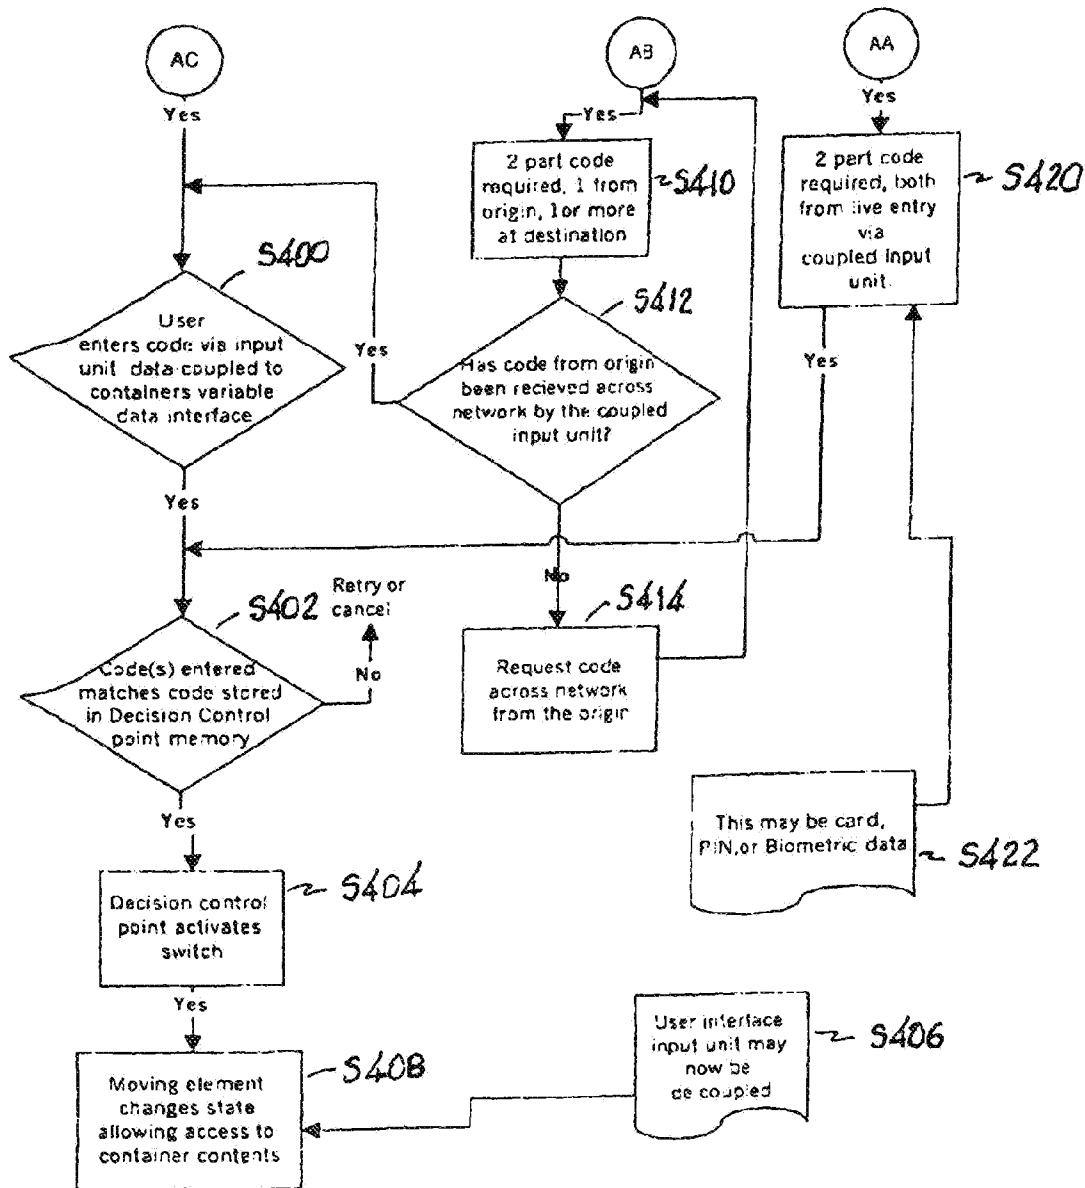 AC
Yes
S400
User
enters code via input
unit data-coupled to
containers variable
data interface
Yes
S402
Retry or
cancel
No
Code(s) entered
matches code stored
in Decision Control
point memory
Yes
S404
Decision control
point activates
switch
Yes
S408
Moving element
changes state
allowing access to
container contents
AB
Yes
2 part code
required, 1 from
origin, 1 or more
at destination
S410
S412
Yes
Has code from origin
been recieved across
network by the coupled
input unit?
No
S414
Request code
across network
from the origin
AA
Yes
2 part code
required, both
from live entry
via
coupled input
unit.
S420
Yes
This may be card,
PIN, or Biometric data
S422
User interface
input unit may
now be
de coupled
S406